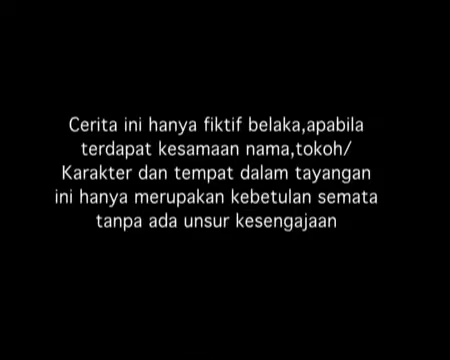 Cerita ini hanya fiktif belaka,apabila
terdapat kesamaan nama,tokoh/
Karakter dan tempat dalam tayangan
ini hanya merupakan kebetulan semata
tanpa ada unsur kesengajaan